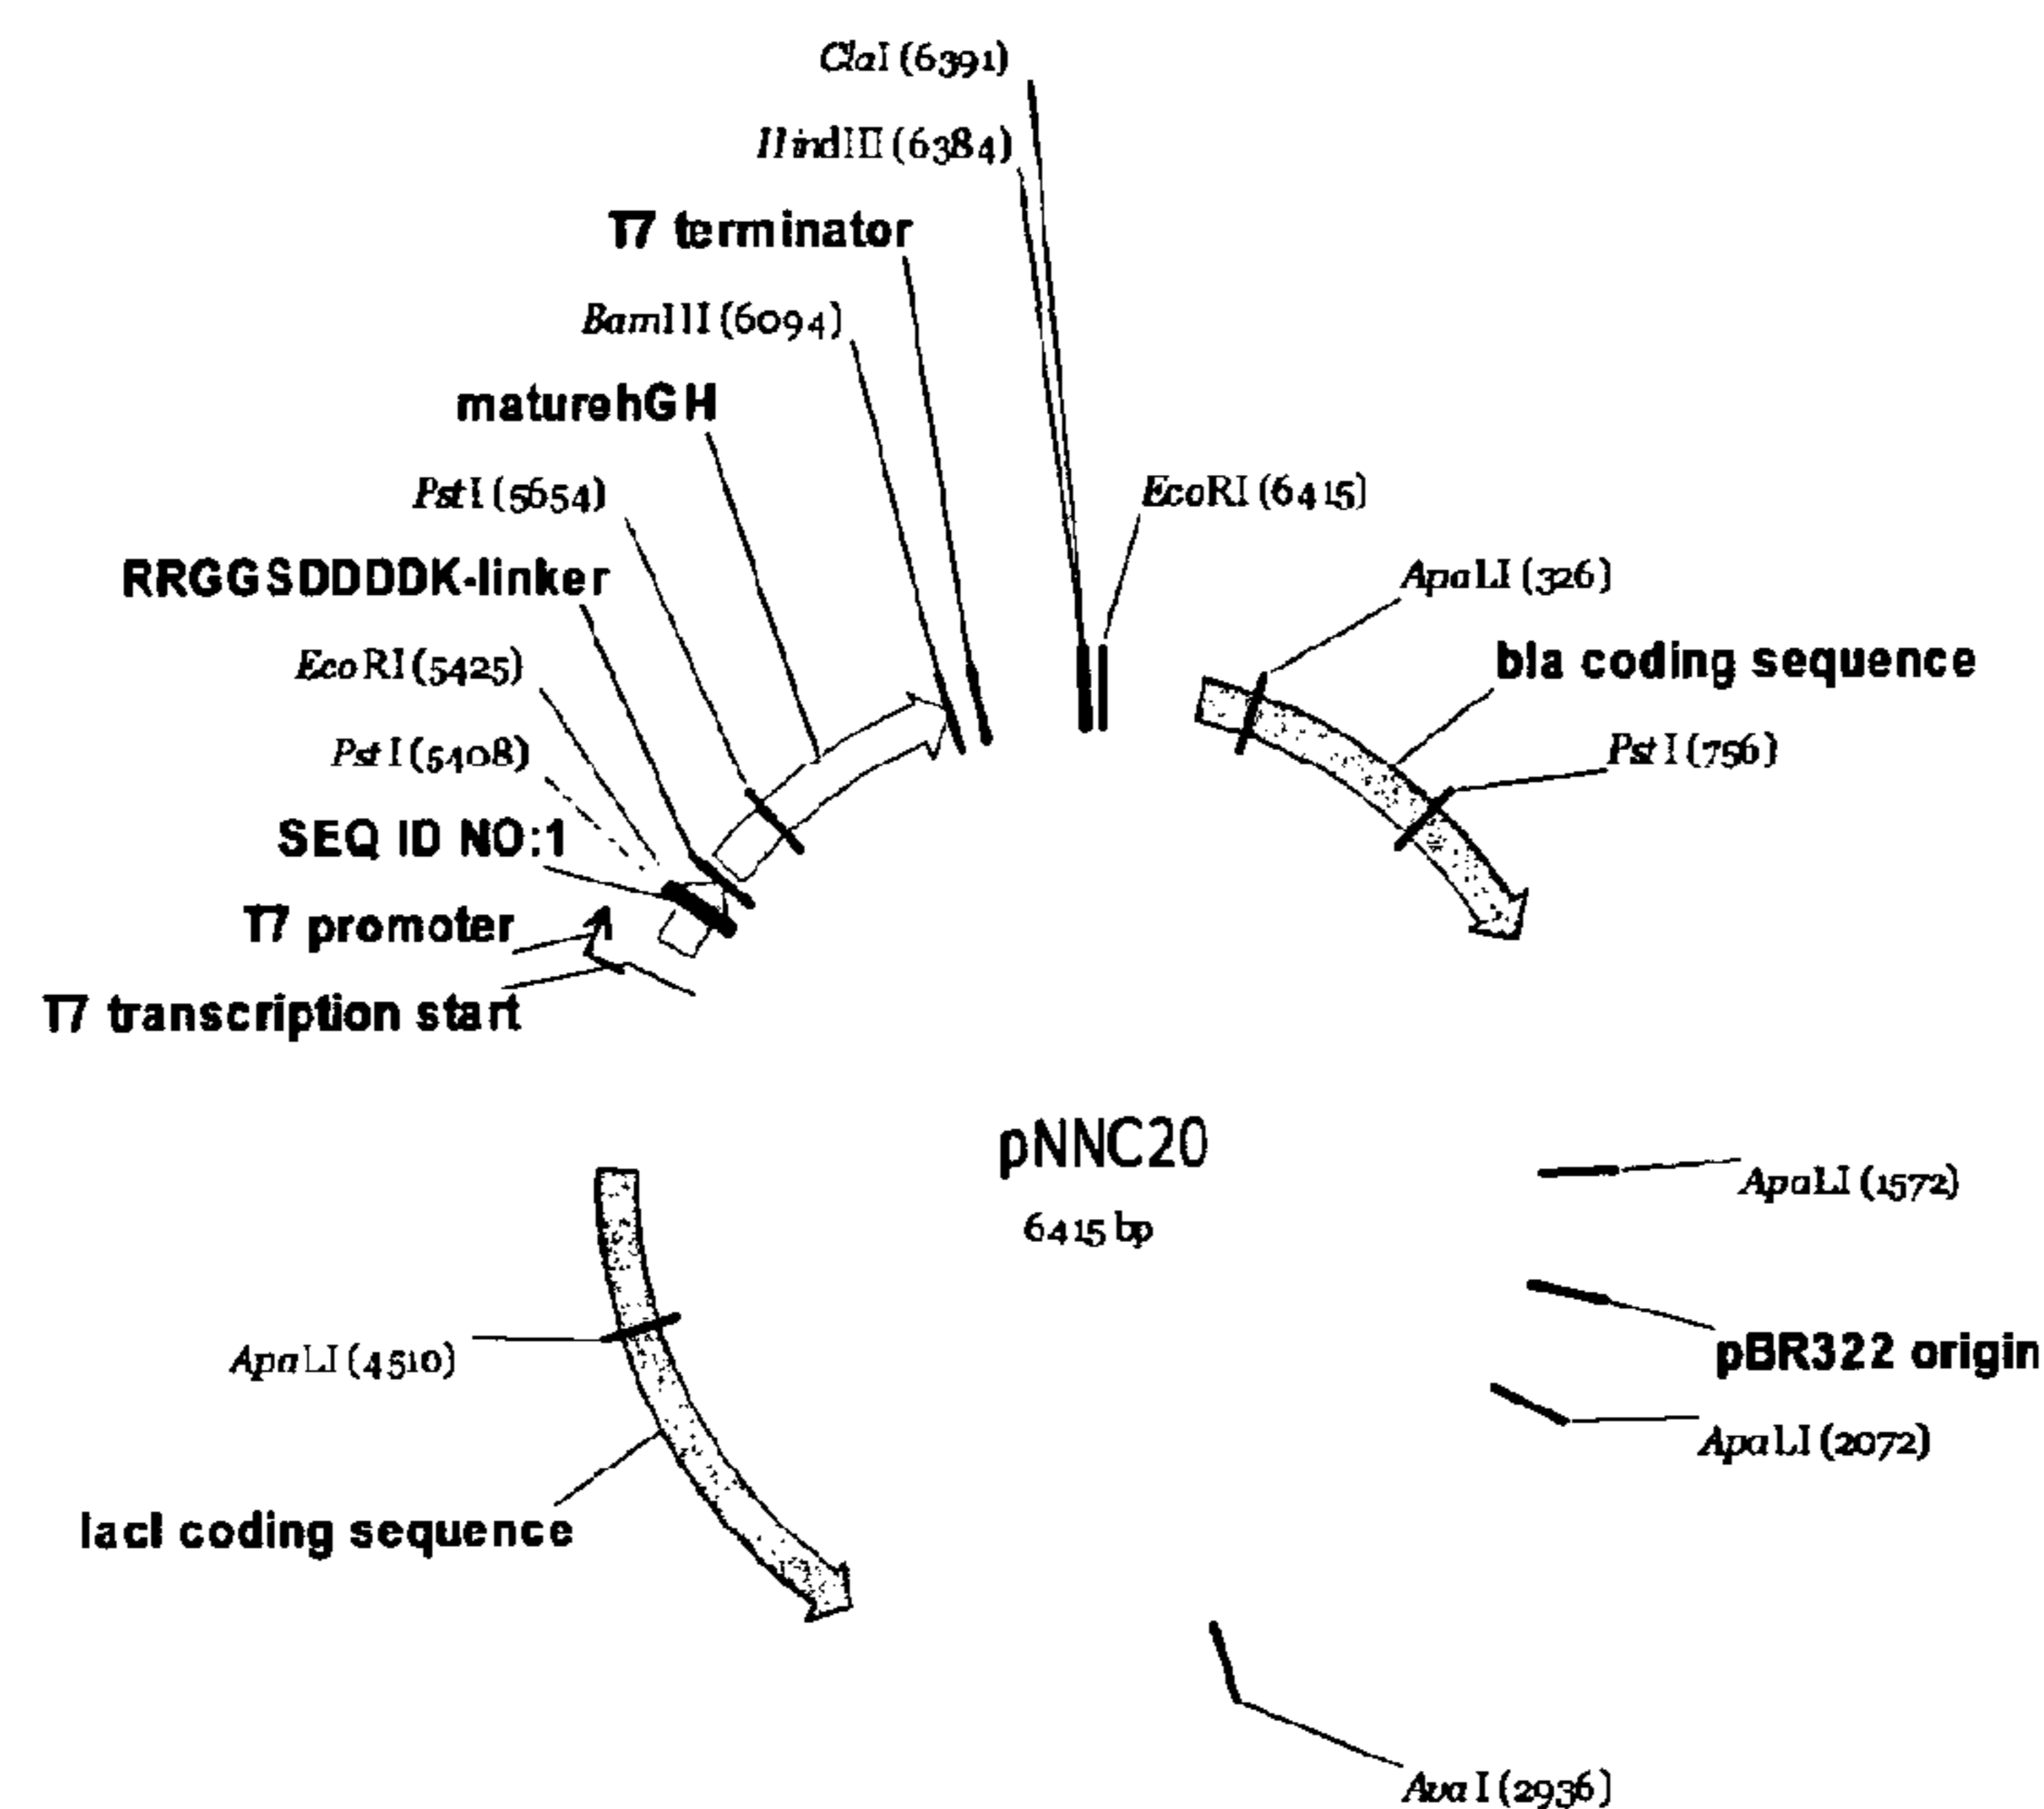 ClaI (6391)
HindIII (6384)
T7 terminator
BamHI (6094)
maturehGH
PstI (5654)
EcoRI (6415)
RRGGSDDDDK-linker
ApaLI (326)
EcoRI (5425)
bla coding sequence
PstI (5408)
PstI (756)
SEQ ID NO:1
T7 promoter
T7 transcription start
pNNC20
6415 bp
ApaLI (1572)
ApaLI (4510)
pBR322 origin
ApaLI (2072)
lacI coding sequence
AvaI (2936)